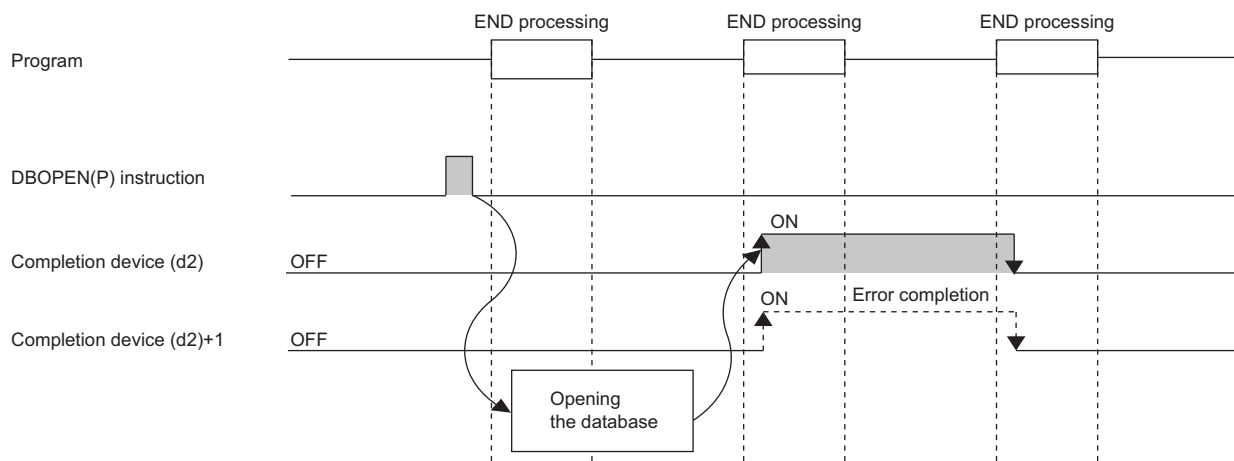 END processing
END processing
END processing
Program
DBOPEN(P) instruction
ON
Completion device (d2)
OFF
ON
Error completion
Completion device (d2)+1
OFF
Opening
the database